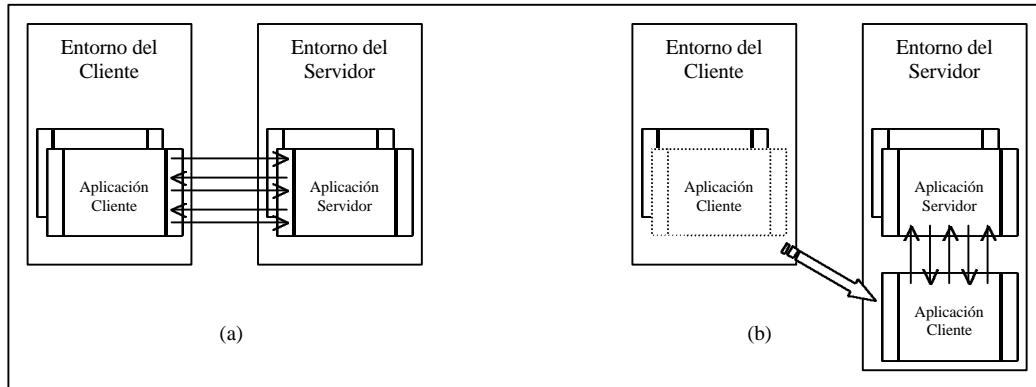 Entorno del
Cliente
Aplicación
Cliente
Entorno del
Servidor
Aplicación
Servidor
(a)
Entorno del
Cliente
Aplicación
Cliente
Entorno del
Servidor
Aplicación
Servidor
Aplicación
Cliente
(b)